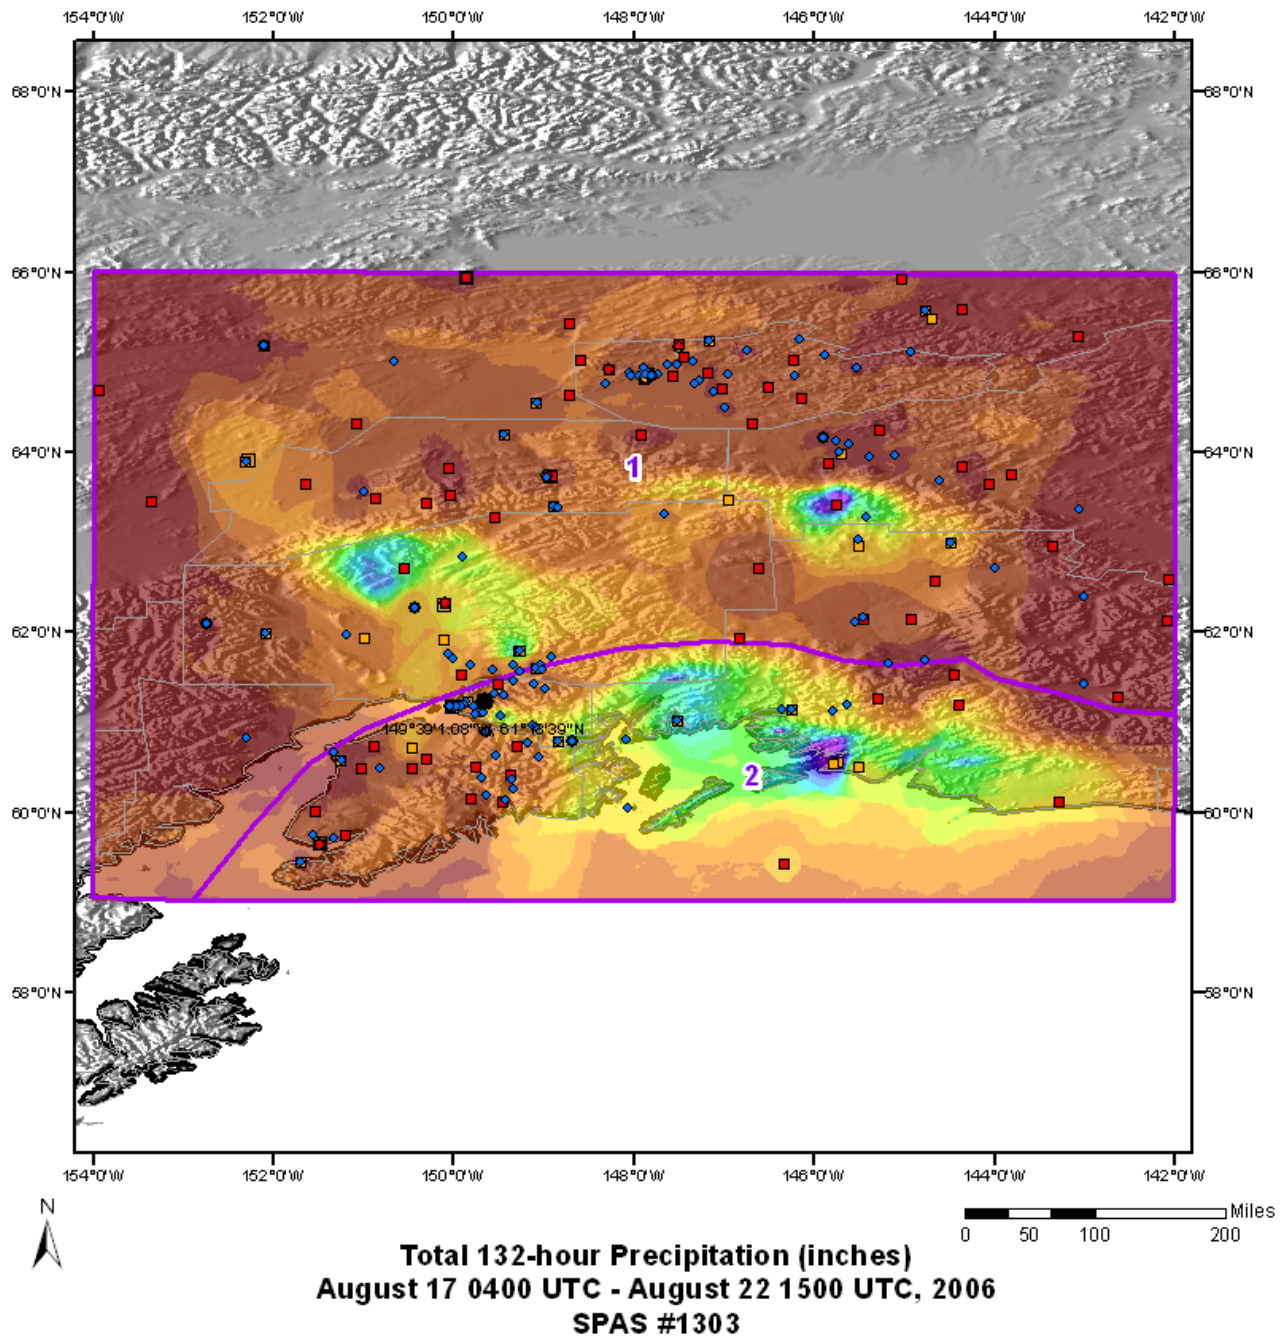 154°0'W 152°0'W 150°0'W 148°0'W 146°0'W 144°0'W 142°0'W
68°0'N 68°0'N
66°0'N 66°0'N
64°0'N 64°0'N
1
62°0'N 62°0'N
2
60°0'N 60°0'N
58°0'N 58°0'N
154°0'W 152°0'W 150°0'W 148°0'W 146°0'W 144°0'W 142°0'W
N
Miles
0 50 100 200
Total 132-hour Precipitation (inches)
August 17 0400 UTC - August 22 1500 UTC, 2006
SPAS #1303